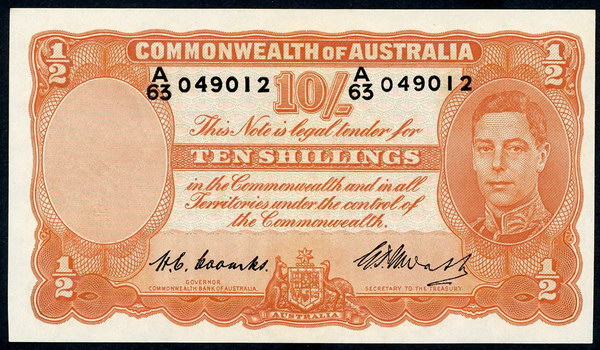 1/2 COMMONWEALTH OF AUSTRALIA 1/2
A/63 049012 A/63 049012
10/-
This Note is legal tender for
TEN SHILLINGS
in the Commonwealth and in all
Territories under the control of
the Commonwealth.
1/2 1/2
GOVERNOR SECRETARY TO THE TREASURY.
COMMONWEALTH BANK OF AUSTRALIA.
AUSTRALIA